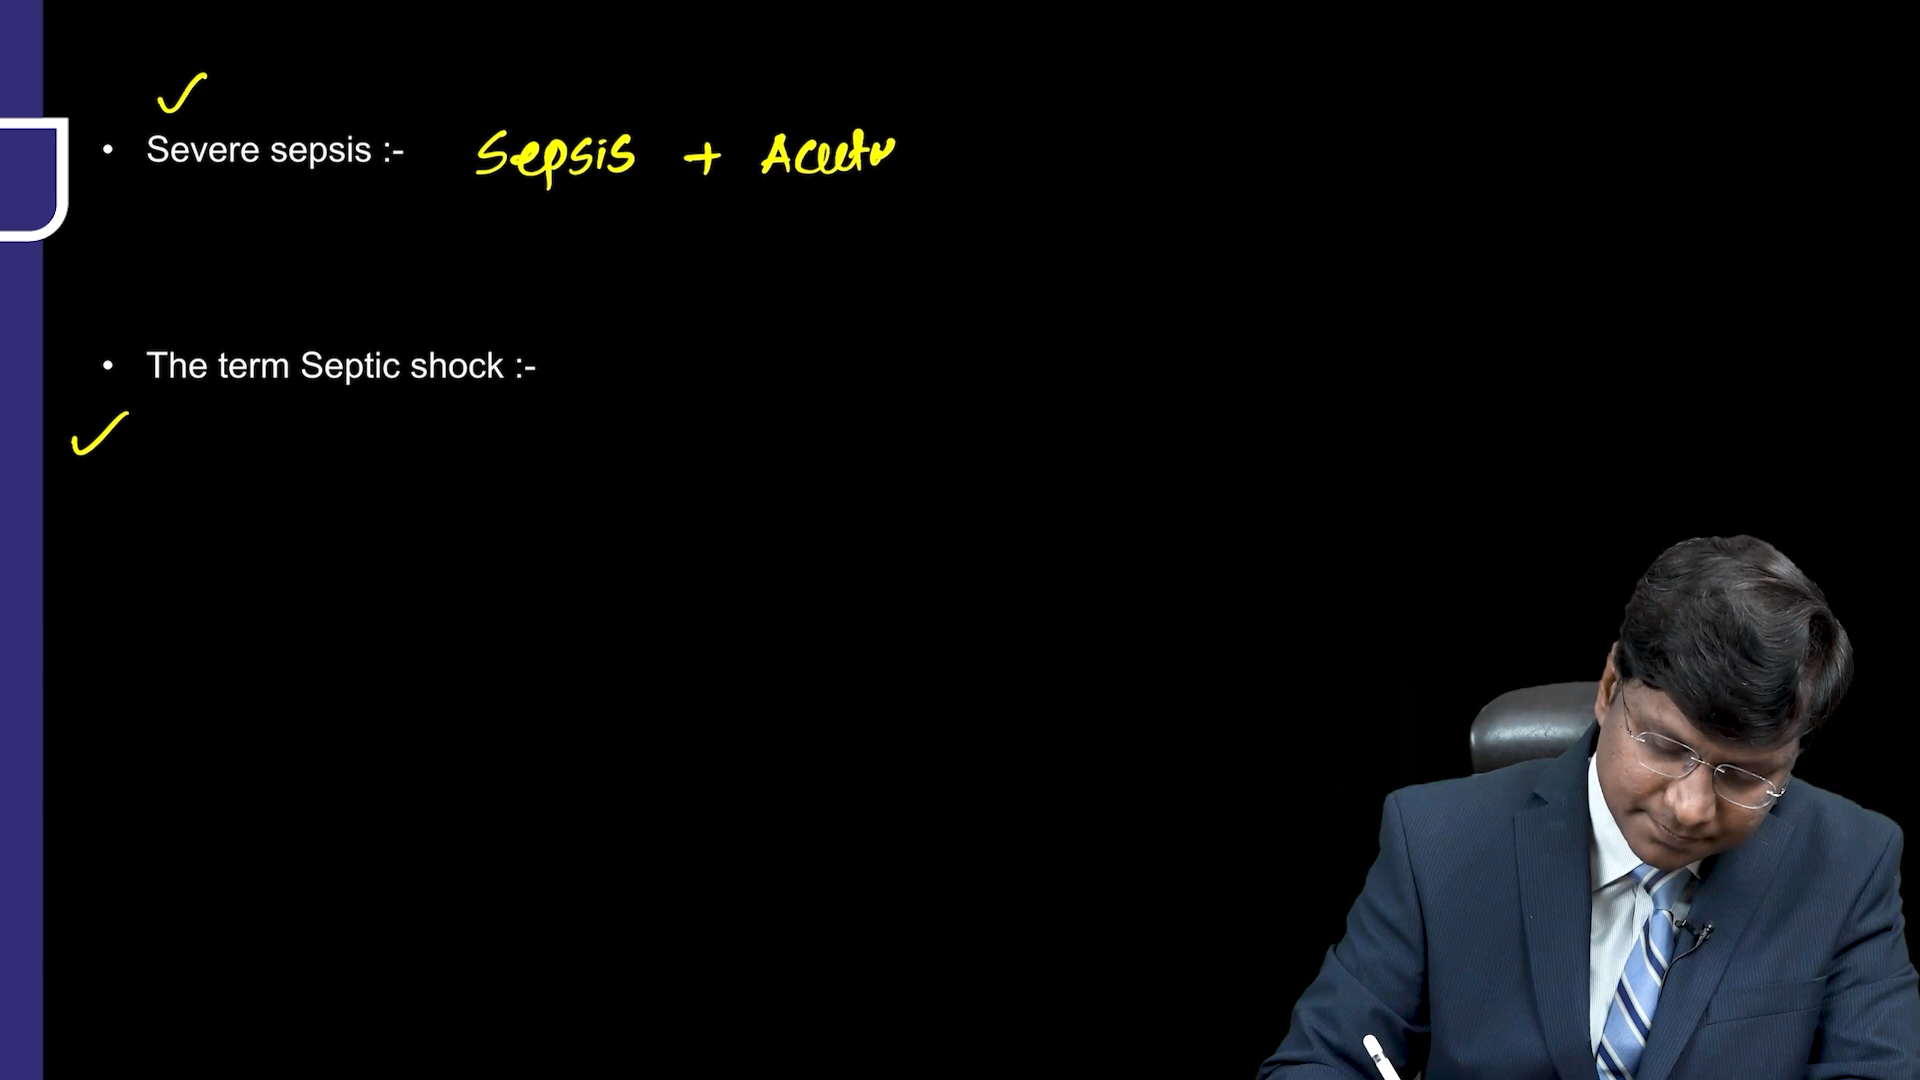 • Severe sepsis :- Sepsis + Acute
• The term Septic shock :-